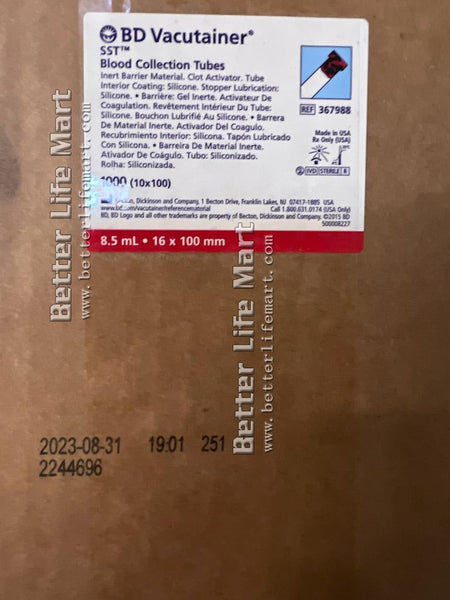 BD Vacutainer®
SST™
Blood Collection Tubes
Inert Barrier Material. Clot Activator. Tube
Interior Coating: Silicone. Stopper Lubrication:
Silicone. • Barrière: Gel Inerte. Activateur De
Coagulation. Revêtement Intérieur Du Tube:
Silicone. Bouchon Lubrifié Au Silicone. • Barrera
De Material Inerte. Activador Del Coagulo.
Recubrimiento Interior: Silicona. Tapón Lubricado
Con Silicona. • Barreira De Material Inerte.
Ativador De Coágulo. Tubo: Siliconizado.
Rolha: Siliconizada.
REF 367988
Made in USA
Rx Only (USA)
IVD STERILE R
1000 (10x100)
Becton, Dickinson and Company, 1 Becton Drive, Franklin Lakes, NJ 07417-1885 USA
www.bd.com/vacutainer/referencematerial Call 1.800.631.0174 (USA Only)
BD, BD Logo and all other trademarks are property of Becton, Dickinson and Company. ©2015 BD
500008227
8.5 mL • 16 x 100 mm
Better Life Mart
www.betterlifemart.com
Better Life Mart
www.betterlifemart.com
2023-08-31 19:01 251
2244696